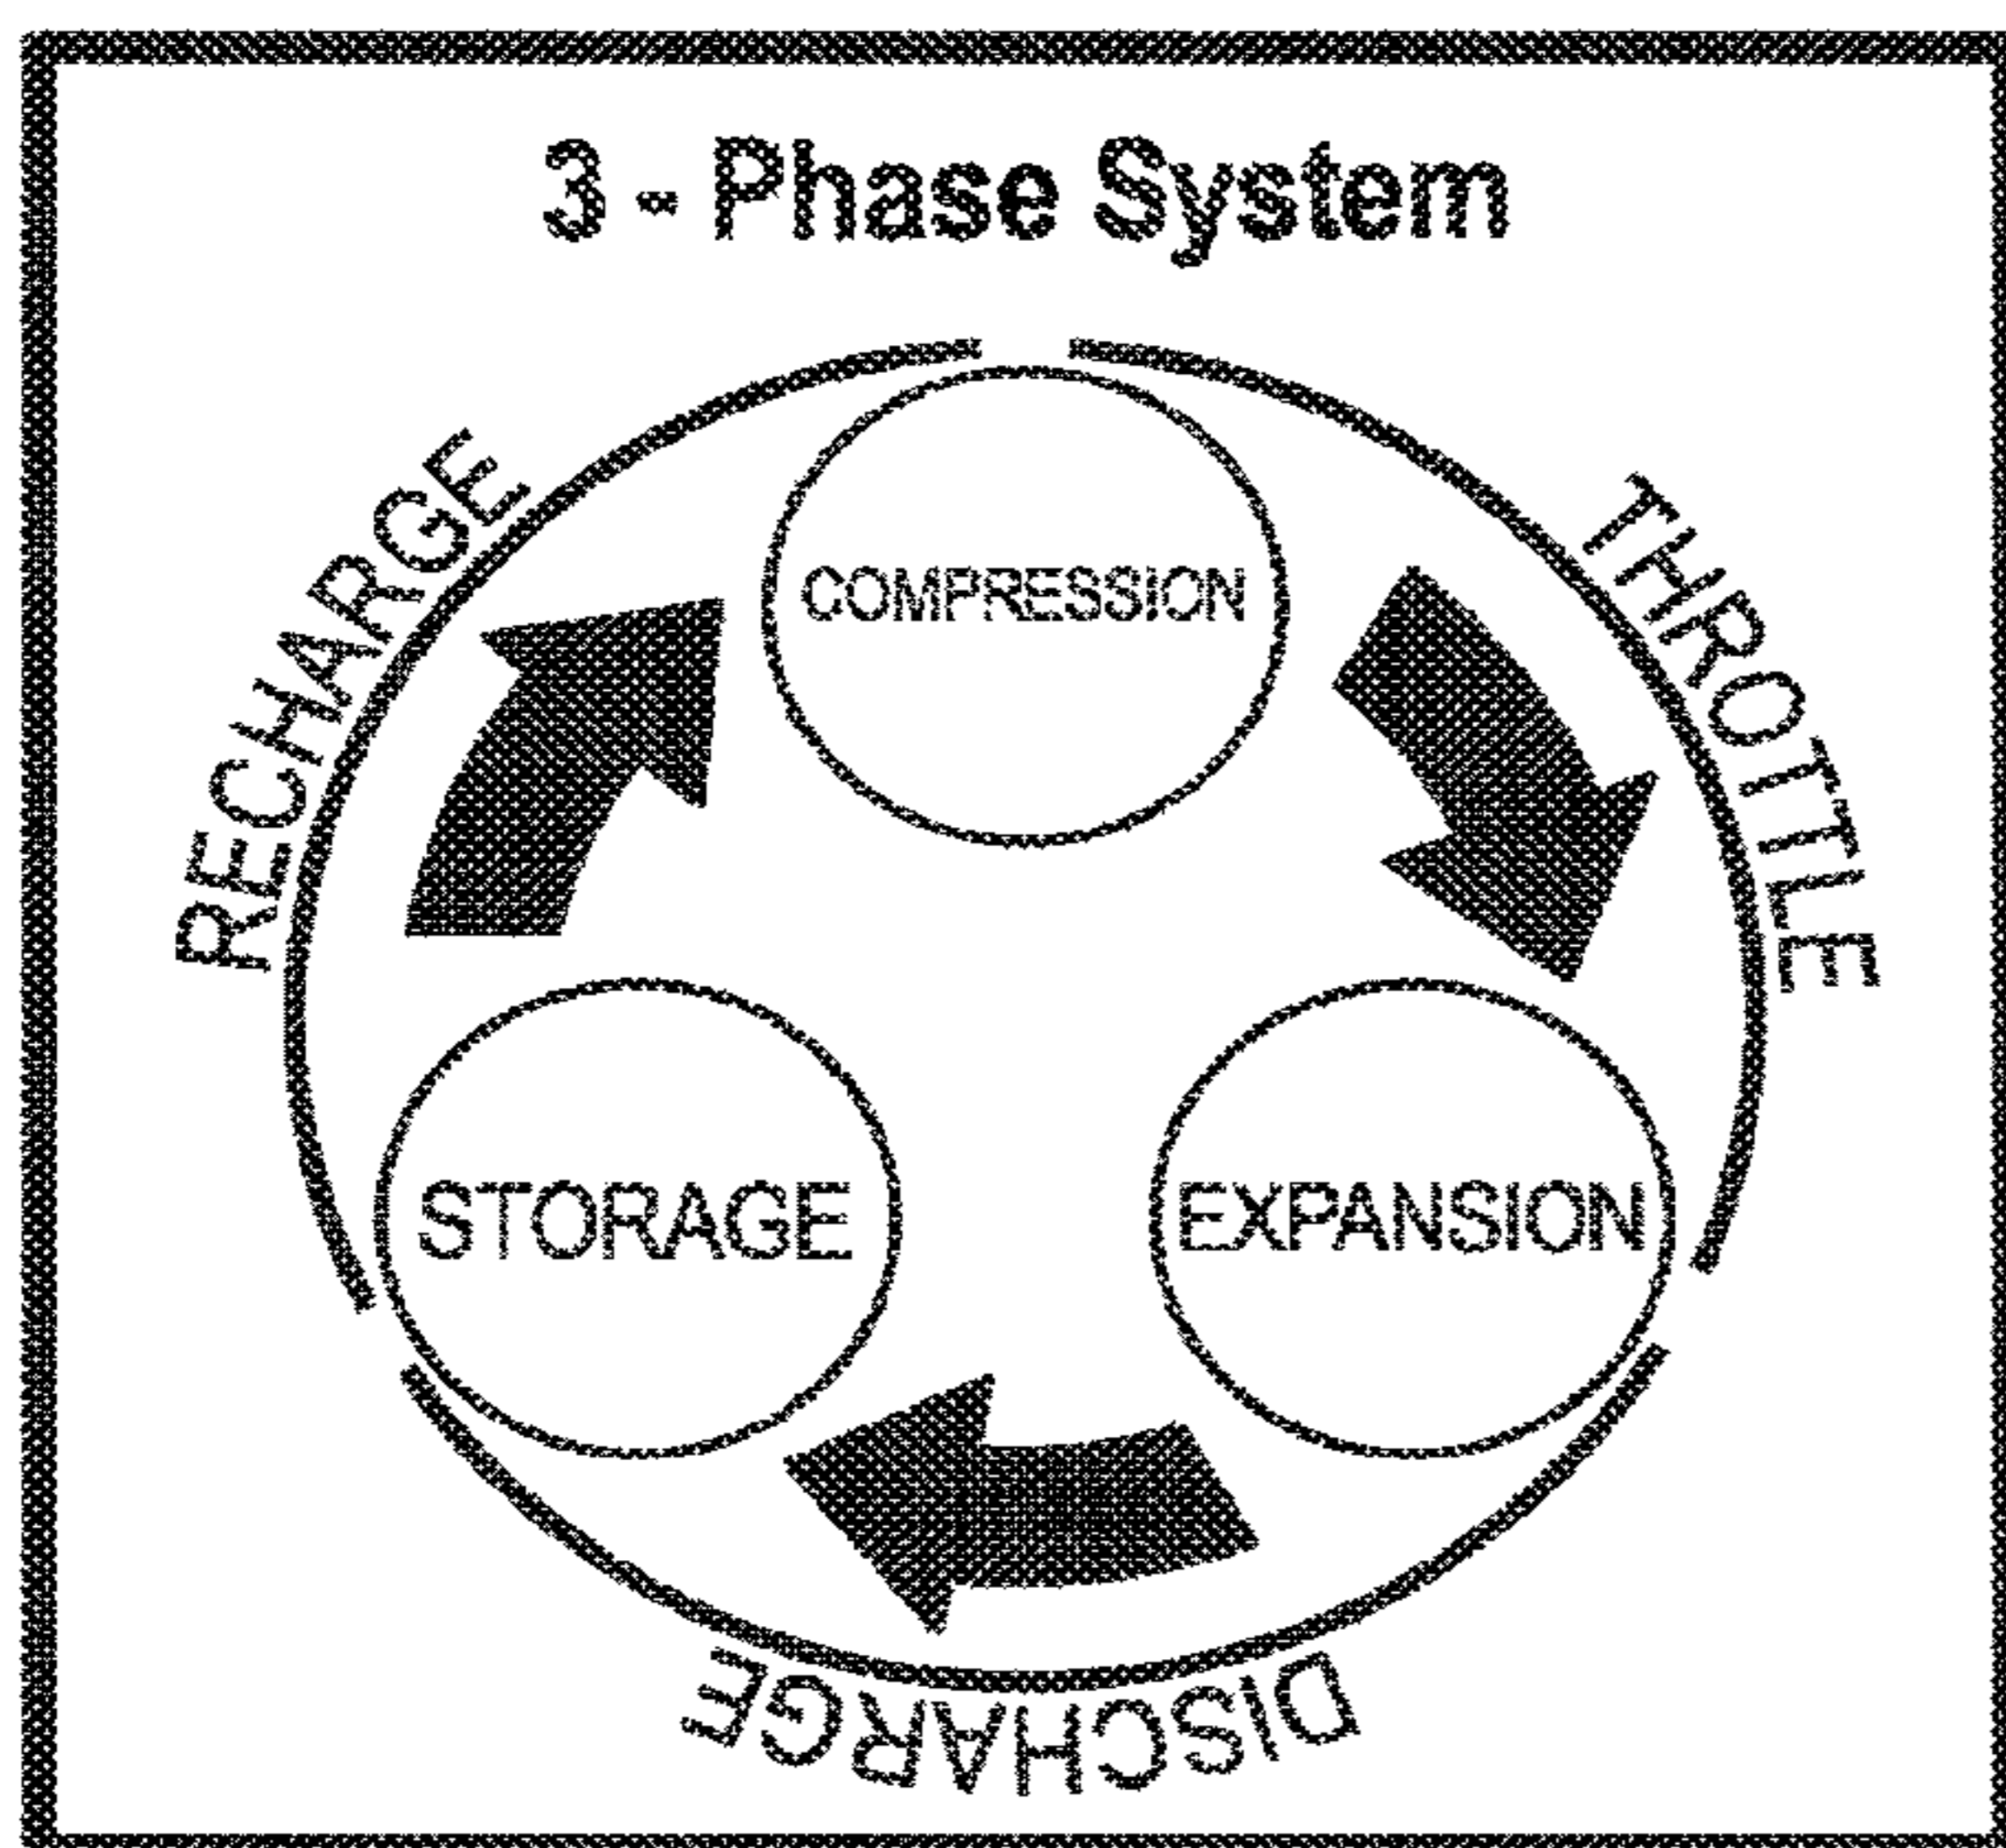 3 - Phase System
RECHARGE
THROTTLE
COMPRESSION
STORAGE
EXPANSION
DISCHARGE